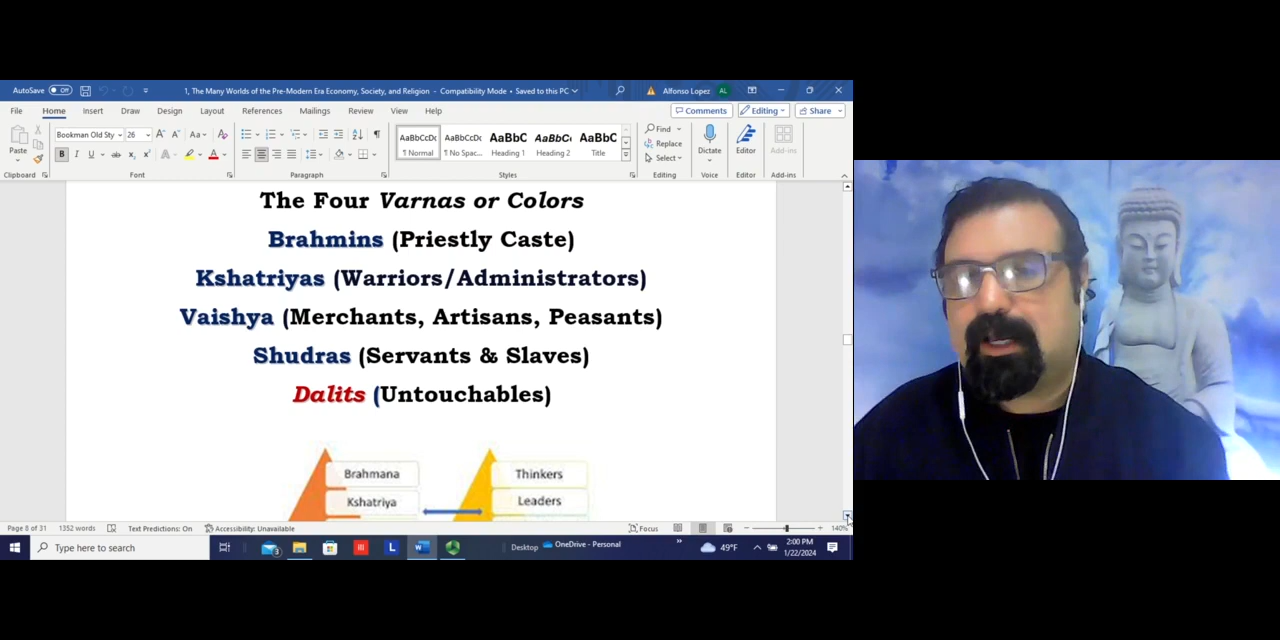 AutoSave Off
1, The Many Worlds of the Pre-Modern Era Economy, Society, and Religion - Compatibility Mode • Saved to this PC
Alfonso Lopez AL
File Home Insert Draw Design Layout References Mailings Review View Help
Comments Editing Share
Paste
Bookman Old Sty 26
AaBbCcDc AaBbCcDc AaBbC AaBbC AaBbC
¶ Normal ¶ No Spac... Heading 1 Heading 2 Title
Find
Replace
Select
Dictate
Editor
Add-ins
Clipboard Font Paragraph Styles Editing Voice Editor Add-ins
The Four Varnas or Colors
Brahmins (Priestly Caste)
Kshatriyas (Warriors/Administrators)
Vaishya (Merchants, Artisans, Peasants)
Shudras (Servants & Slaves)
Dalits (Untouchables)
Brahmana Thinkers
Kshatriya Leaders
Page 8 of 31 1352 words Text Predictions: On Accessibility: Unavailable Focus 140%
Type here to search
3
L
Desktop OneDrive - Personal
49°F
2:00 PM
1/22/2024